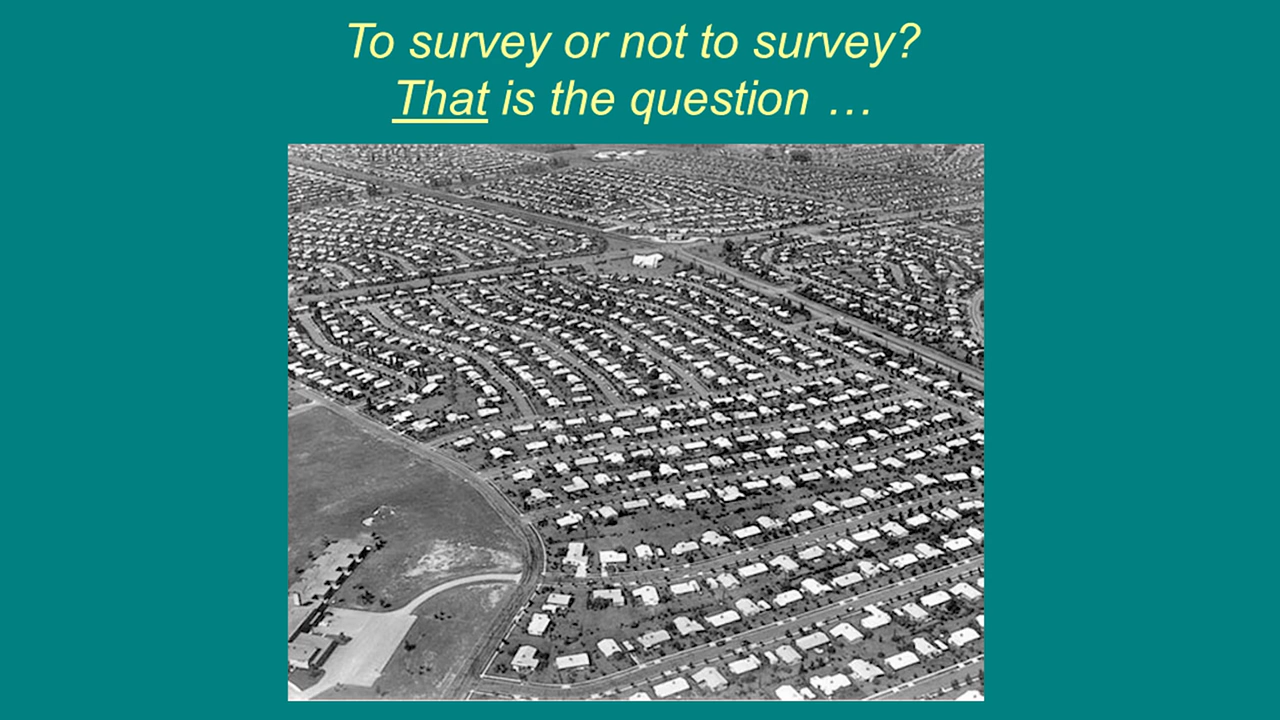 To survey or not to survey?
That is the question …